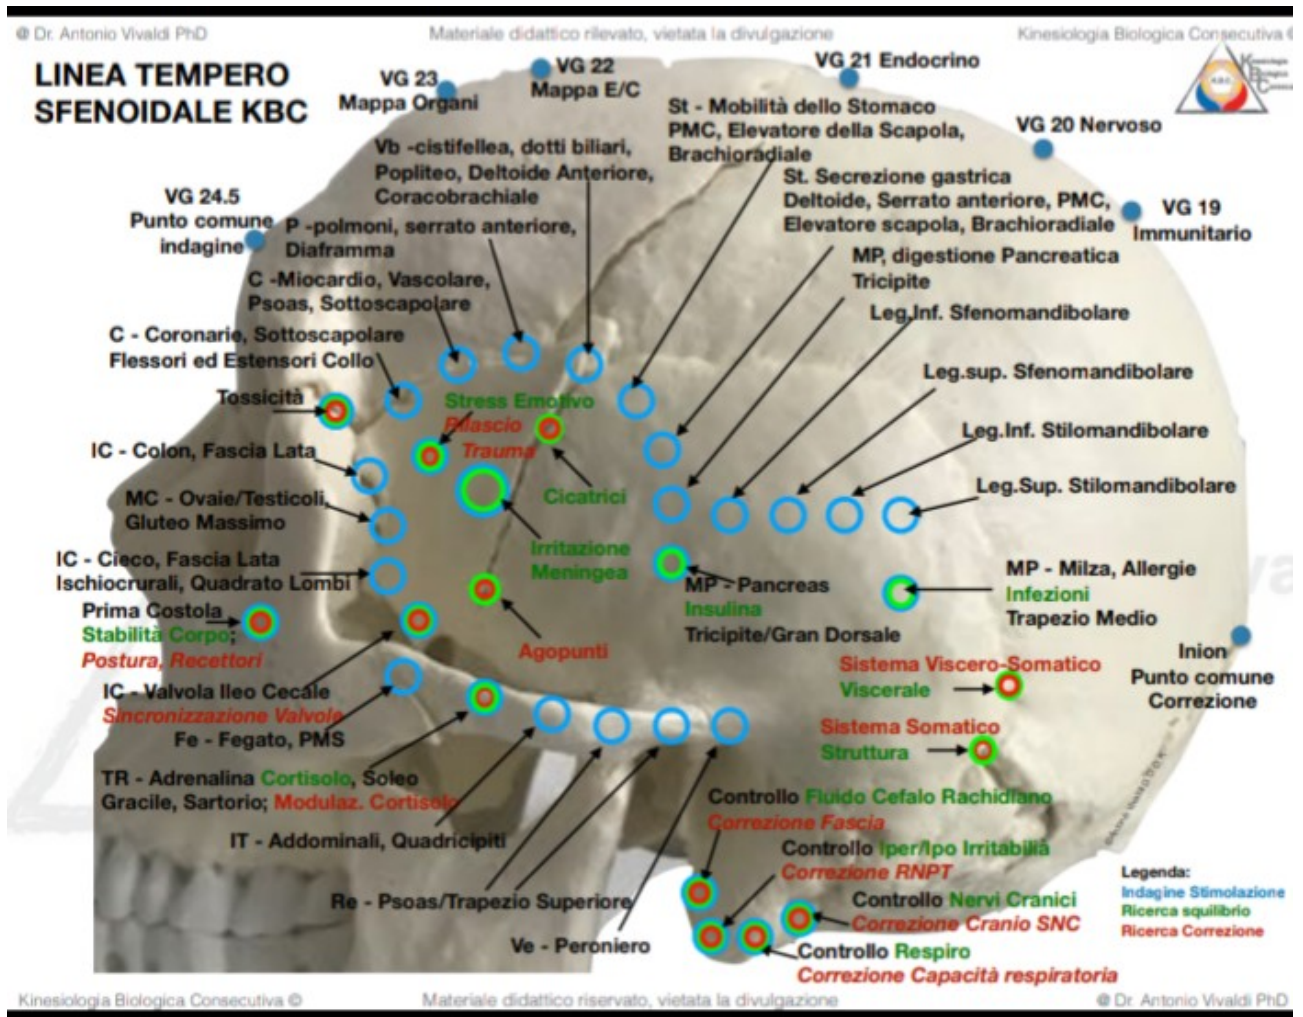 @ Dr. Antonio Vivaldi PhD
Materiale didattico rilevato, vietata la divulgazione
Kinesiologia Biologica Consecutiva ©
LINEA TEMPERO
SFENOIDALE KBC
VG 23
Mappa Organi
VG 22
Mappa E/C
VG 21 Endocrino
VG 20 Nervoso
VG 19
Immunitario
VG 24.5
Punto comune
indagine
St - Mobilità dello Stomaco
PMC, Elevatore della Scapola,
Brachioradiale
Vb -cistifellea, dotti biliari,
Popliteo, Deltoide Anteriore,
Coracobrachiale
St. Secrezione gastrica
Deltoide, Serrato anteriore, PMC,
Elevatore scapola, Brachioradiale
P -polmoni, serrato anteriore,
Diaframma
MP, digestione Pancreatica
Tricipite
C -Miocardio, Vascolare,
Psoas, Sottoscapolare
Leg.Inf. Sfenomandibolare
C - Coronarie, Sottoscapolare
Flessori ed Estensori Collo
Leg.sup. Sfenomandibolare
Tossicità
Stress Emotivo
Rilascio
Trauma
Leg.Inf. Stilomandibolare
IC - Colon, Fascia Lata
Leg.Sup. Stilomandibolare
MC - Ovaie/Testicoli,
Gluteo Massimo
Cicatrici
Irritazione
Meningea
IC - Cieco, Fascia Lata
Ischiocrurali, Quadrato Lombi
MP - Pancreas
Insulina
Tricipite/Gran Dorsale
MP - Milza, Allergie
Infezioni
Trapezio Medio
Prima Costola
Stabilità Corpo;
Postura, Recettori
Agopunti
Inion
Punto comune
Correzione
Sistema Viscero-Somatico
Viscerale
IC - Valvola Ileo Cecale
Sincronizzazione Valvole
Fe - Fegato, PMS
Sistema Somatico
Struttura
TR - Adrenalina Cortisolo, Soleo
Gracile, Sartorio; Modulaz. Cortisolo
Controllo Fluido Cefalo Rachidiano
Correzione Fascia
IT - Addominali, Quadricipiti
Controllo Iper/Ipo Irritabilià
Correzione RNPT
Re - Psoas/Trapezio Superiore
Controllo Nervi Cranici
Correzione Cranio SNC
Ve - Peroniero
Controllo Respiro
Correzione Capacità respiratoria
Legenda:
Indagine Stimolazione
Ricerca squilibrio
Ricerca Correzione
Kinesiologia Biologica Consecutiva ©
Materiale didattico riservato, vietata la divulgazione
@ Dr. Antonio Vivaldi PhD